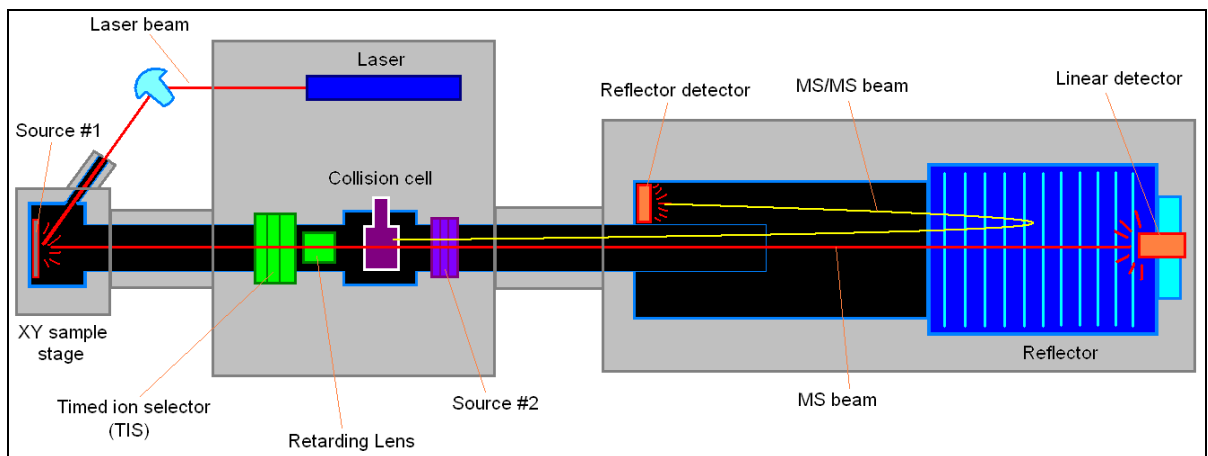 Laser beam
Laser
Source #1
Reflector detector
MS/MS beam
Linear detector
Collision cell
XY sample
stage
Timed ion selector
(TIS)
Retarding Lens
Source #2
MS beam
Reflector